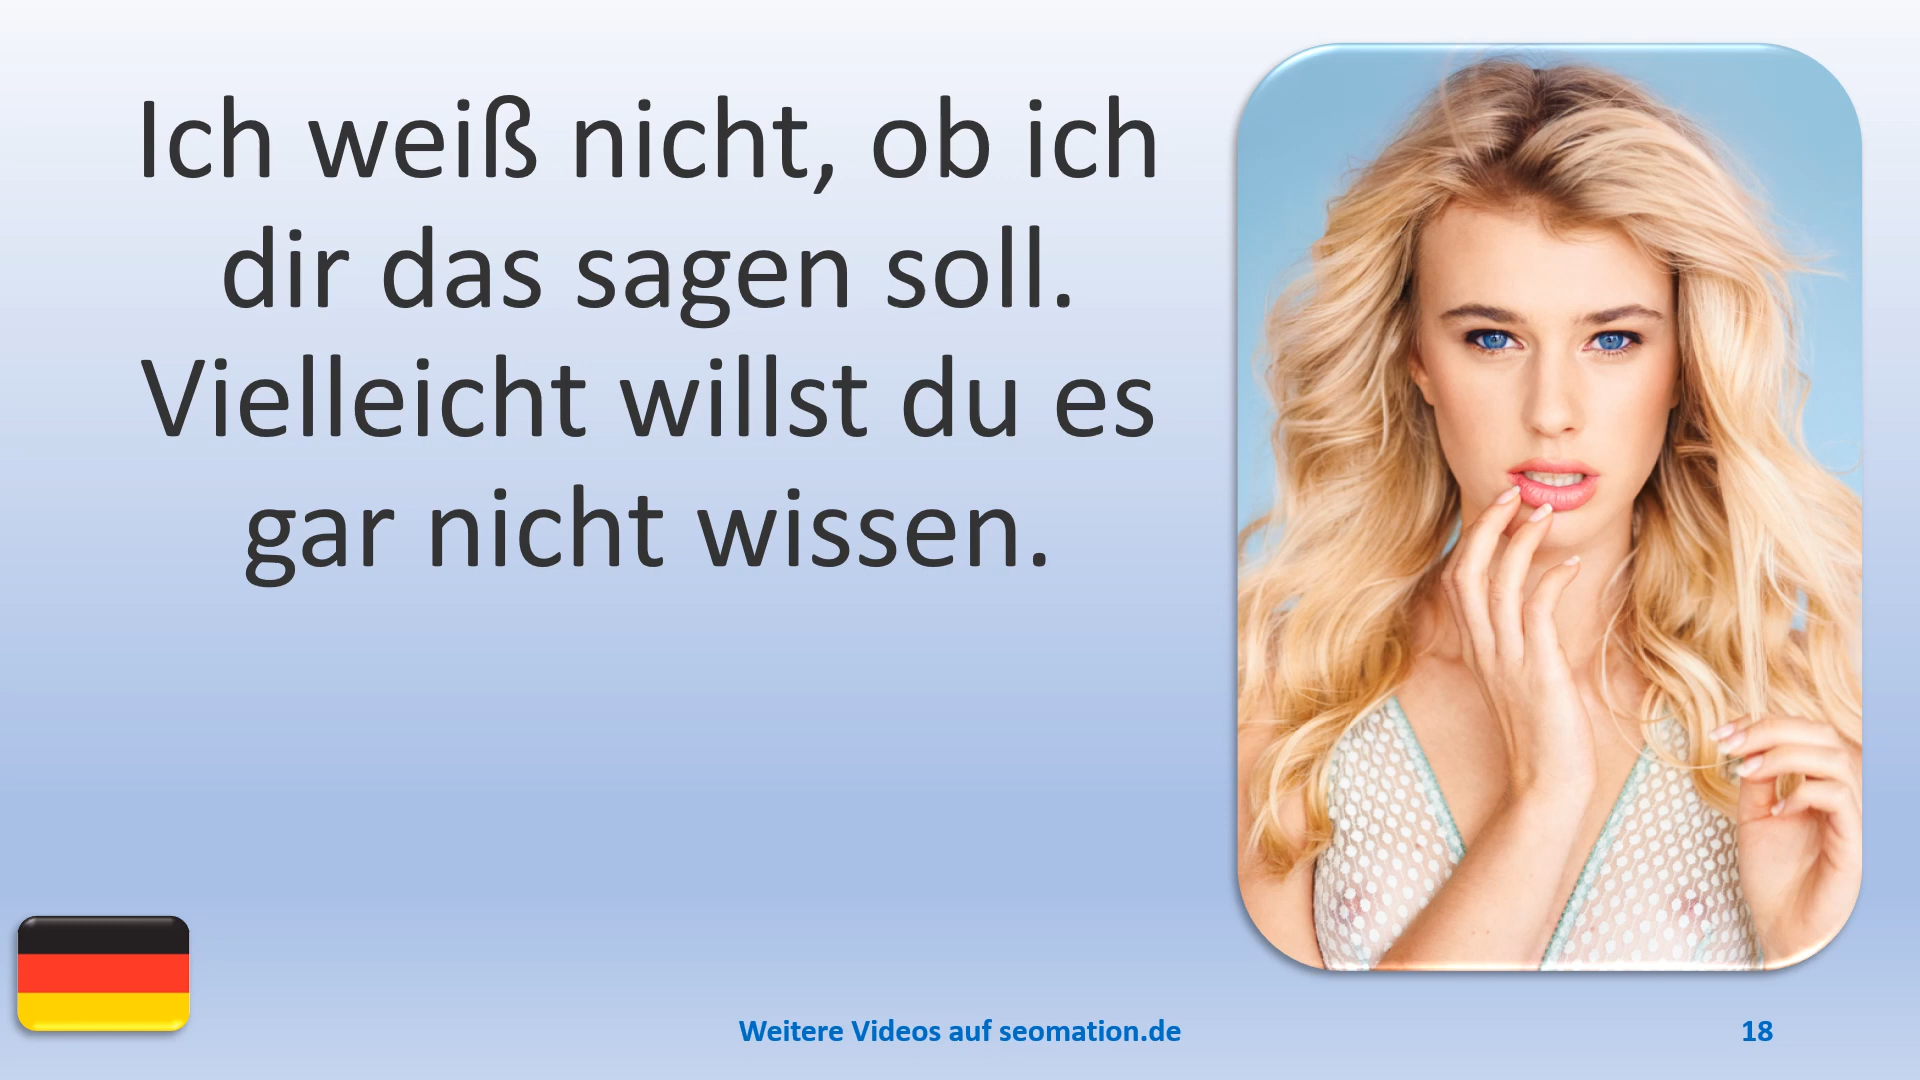 Ich weiß nicht, ob ich
dir das sagen soll.
Vielleicht willst du es
gar nicht wissen.
Weitere Videos auf seomation.de
18